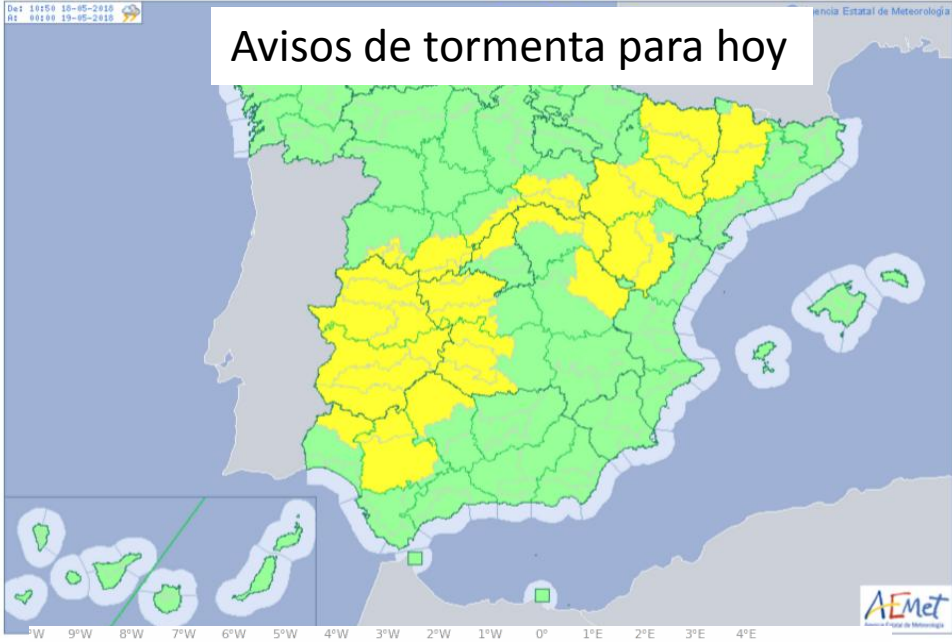 De: 10:50 18-05-2018
A: 00:00 19-05-2018
encia Estatal de Meteorología
Avisos de tormenta para hoy
AEMet
Agencia Estatal de Meteorología
°W 9°W 8°W 7°W 6°W 5°W 4°W 3°W 2°W 1°W 0° 1°E 2°E 3°E 4°E